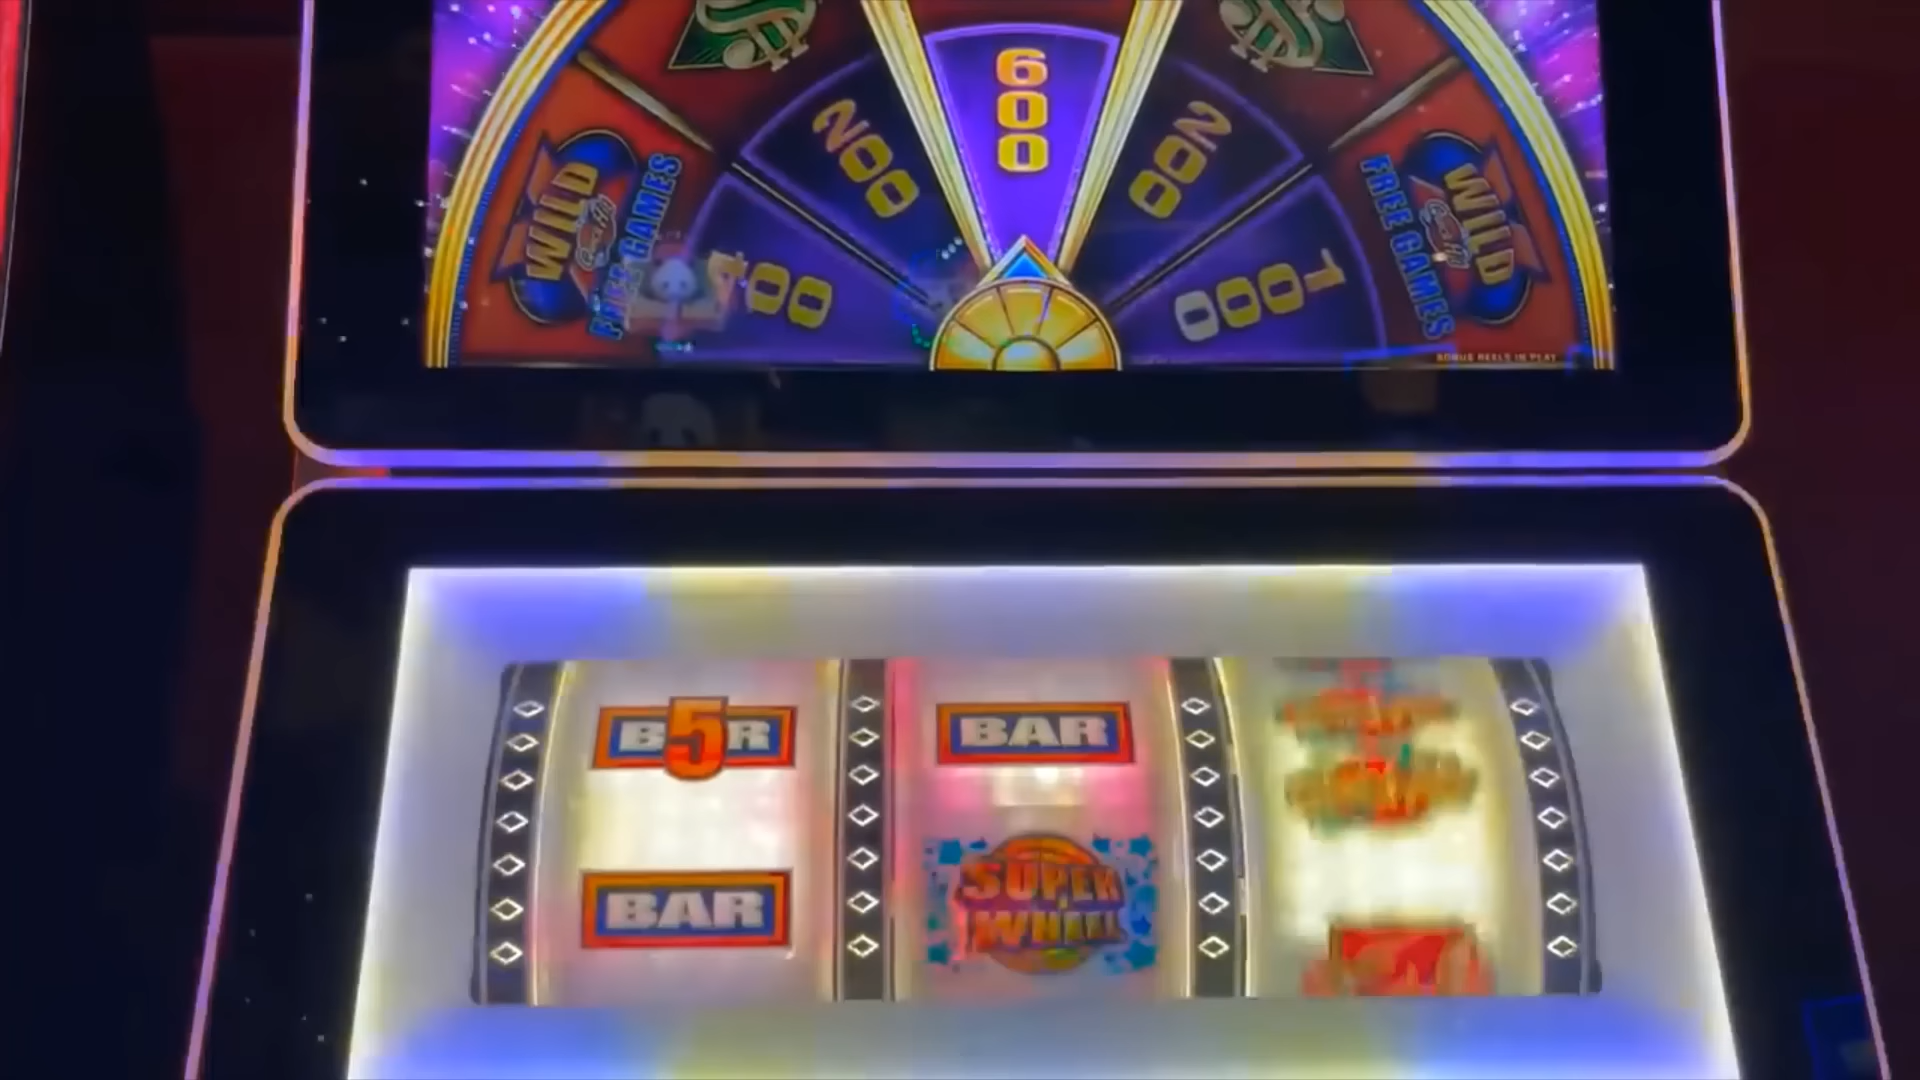 600
200
200
WILD
FREE GAMES
WILD
FREE GAMES
400
1000
BONUS REELS IN PLAY
B5R
BAR
BAR
SUPER
WHEEL